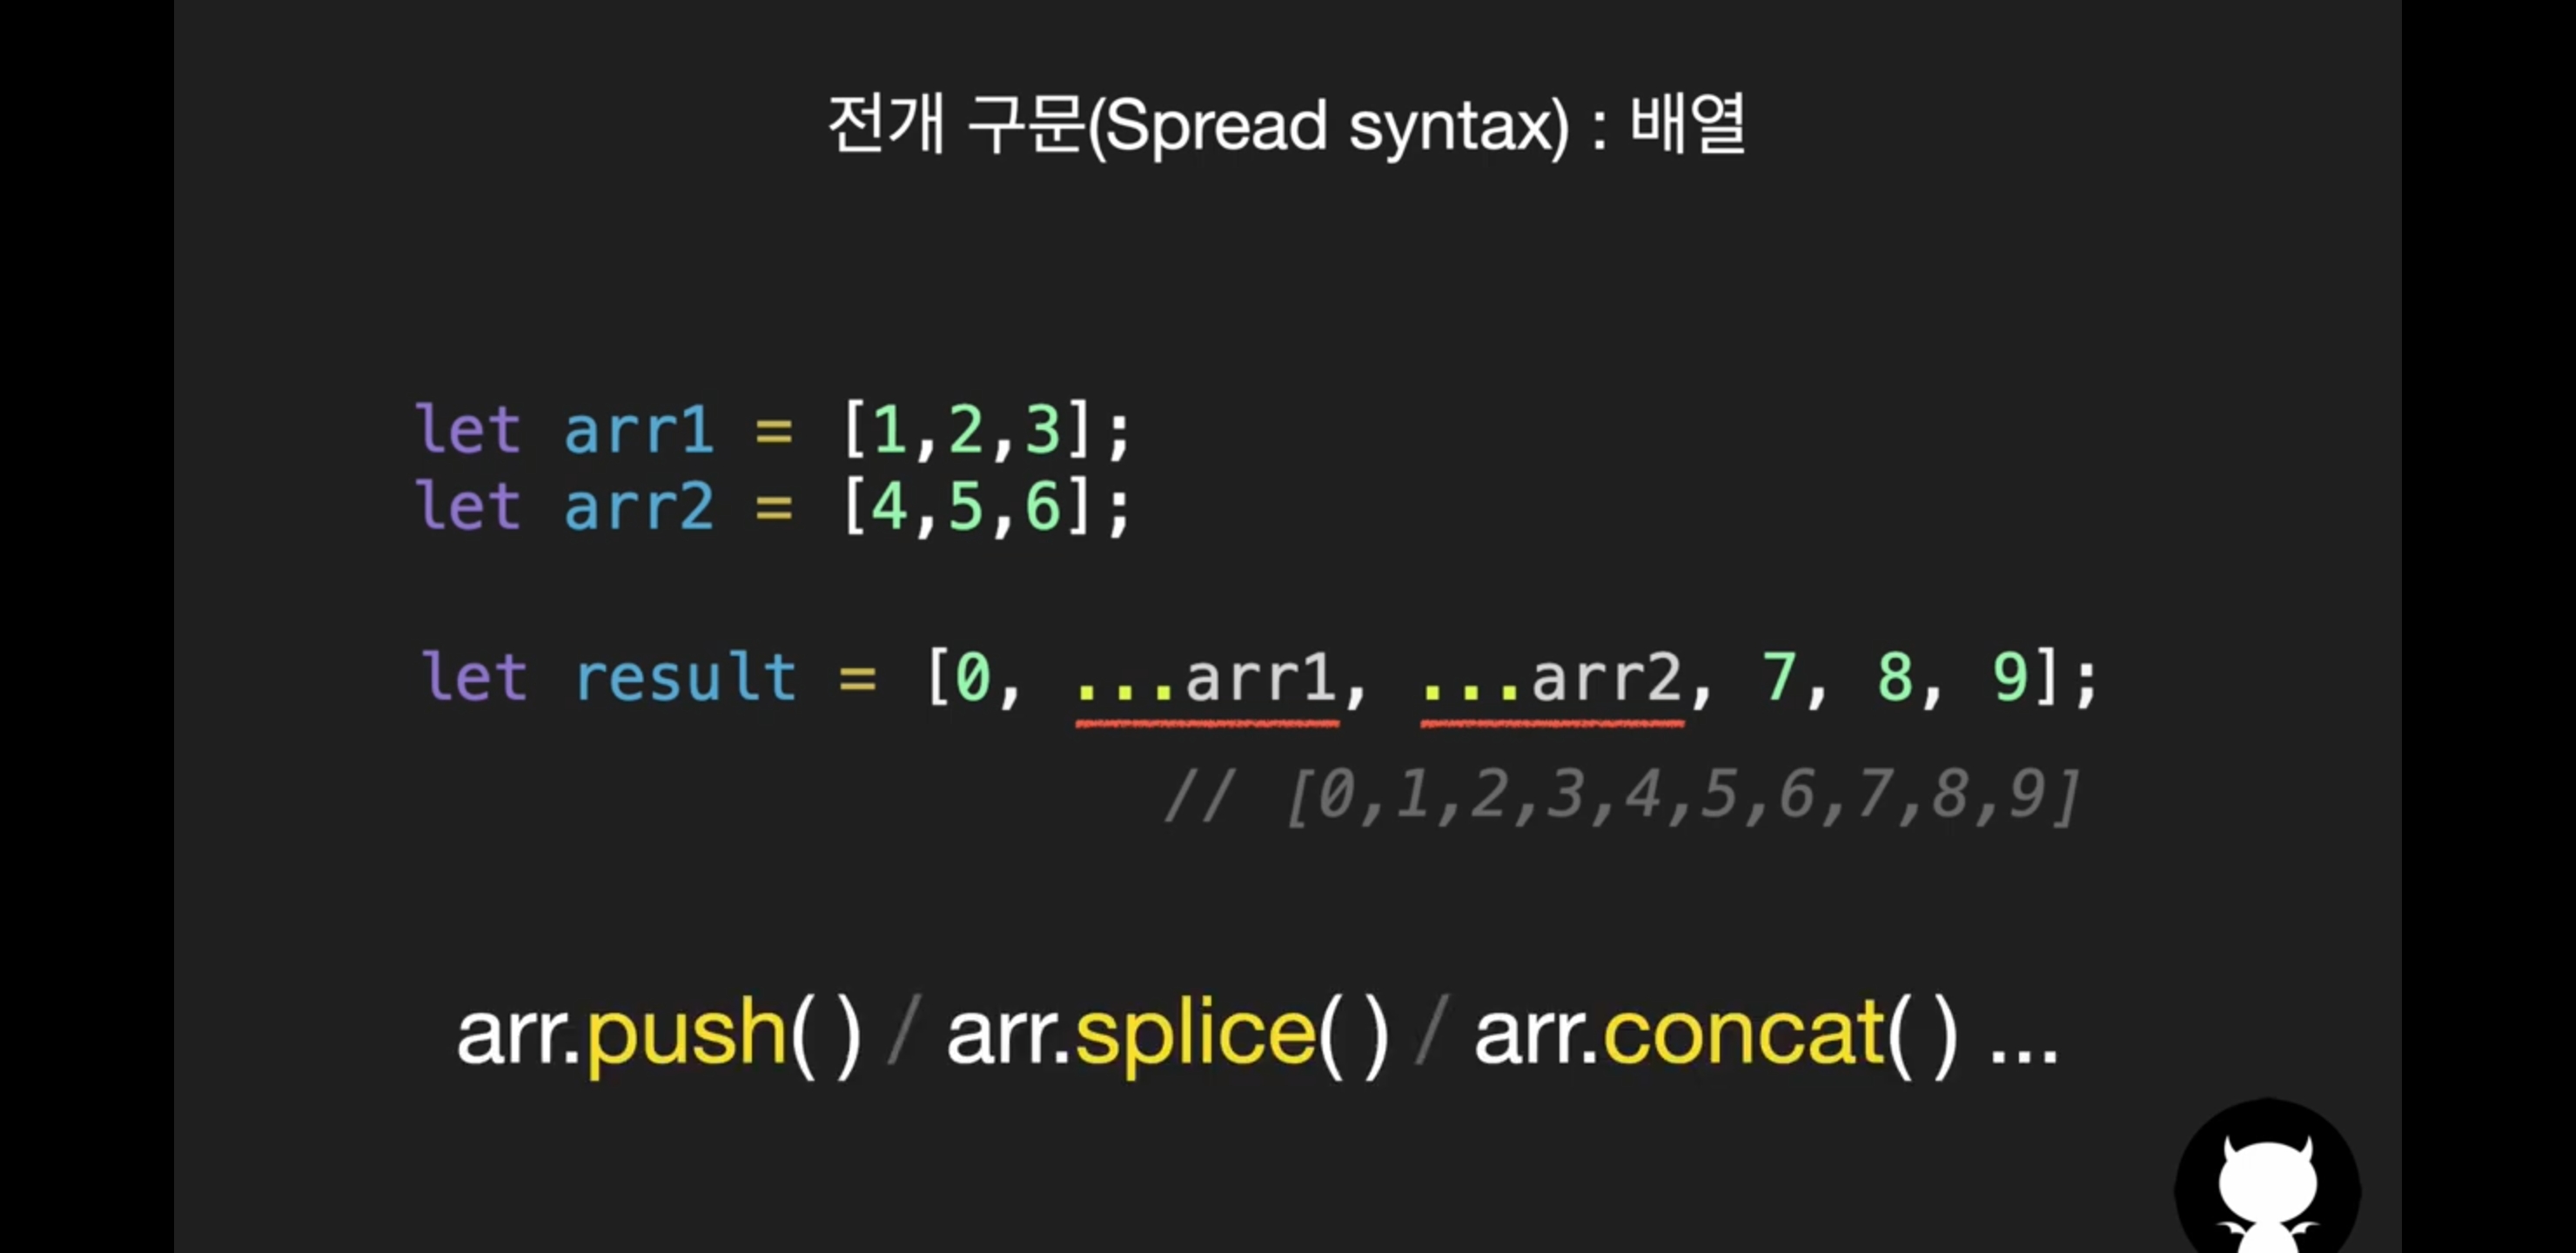 전개 구문(Spread syntax) : 배열
let arr1 = [1,2,3];
let arr2 = [4,5,6];
let result = [0, ...arr1, ...arr2, 7, 8, 9];
// [0,1,2,3,4,5,6,7,8,9]
arr.push( ) / arr.splice( ) / arr.concat( ) ...